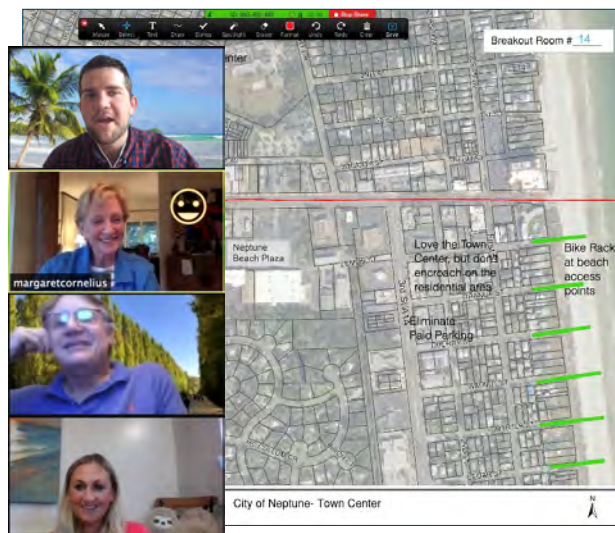 Stop Share
Mouse Select Text Draw Stamp Spotlight Eraser Format Undo Redo Clear Save
Breakout Room # 14
margaretcornelius
Neptune
Beach Plaza
Love the Town
Center, but don't
encroach on the
residential area
Bike Rack
at beach
access
points
Eliminate
Paid Parking
City of Neptune- Town Center
N